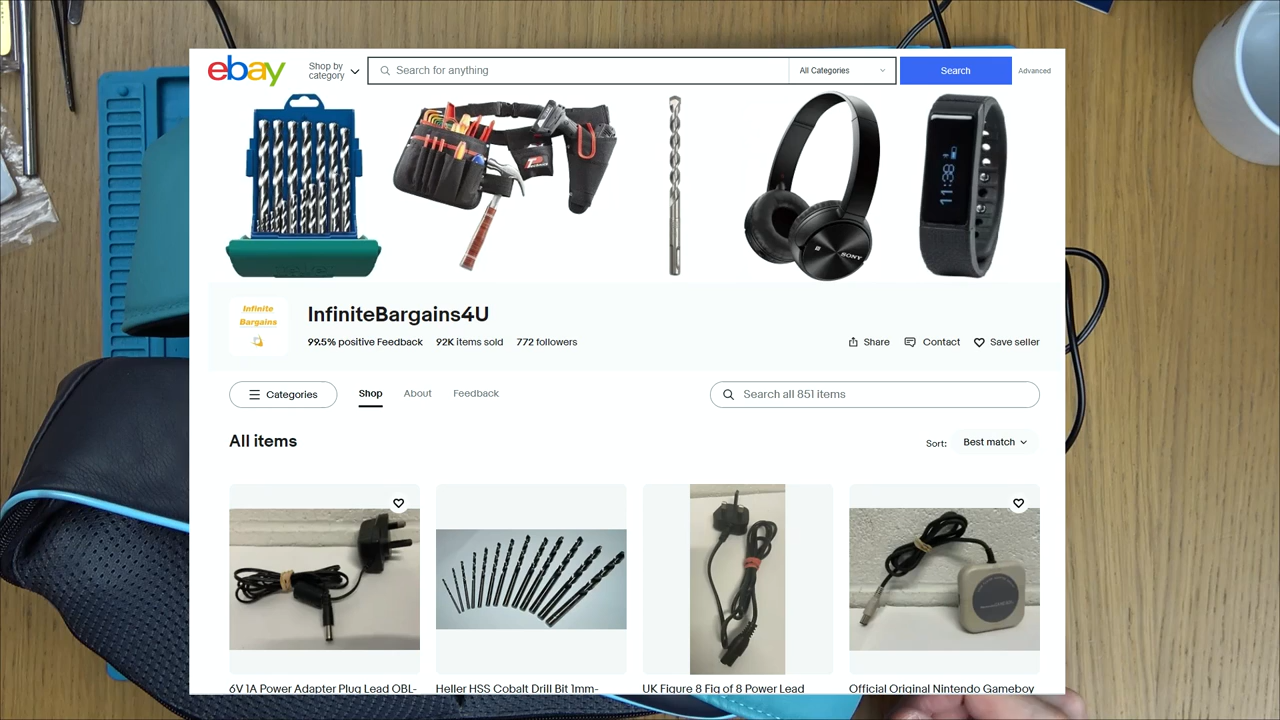 ebay
Shop by
category
Search for anything
All Categories
Search
Advanced
11:38
SONY
Infinite
Bargains
InfiniteBargains4U
99.5% positive Feedback 92K items sold 772 followers
Share
Contact
Save seller
Categories
Shop
About
Feedback
Search all 851 items
All items
Sort:
Best match
6V 1A Power Adapter Plug Lead OBL-
Heller HSS Cobalt Drill Bit 1mm-
UK Figure 8 Fig of 8 Power Lead
Official Original Nintendo Gameboy